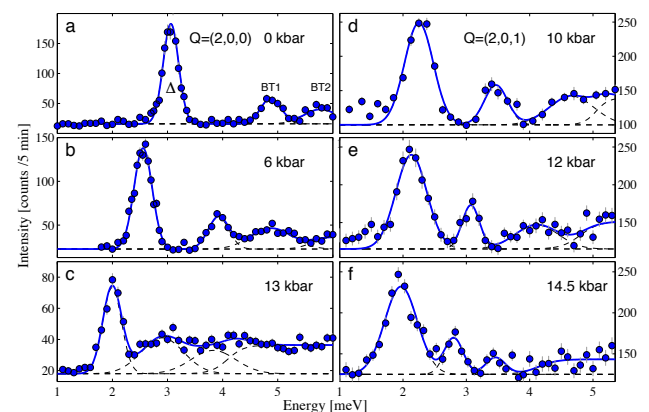 a Q=(2,0,0) 0 kbar
150
100
50
Δ BT1 BT2
d Q=(2,0,1) 10 kbar
250
200
150
100
b 6 kbar
150
100
50
e 12 kbar
250
200
150
c 13 kbar
80
60
40
20
f 14.5 kbar
250
200
150
1 2 3 4 5
1 2 3 4 5
Intensity [counts /5 min]
Energy [meV]